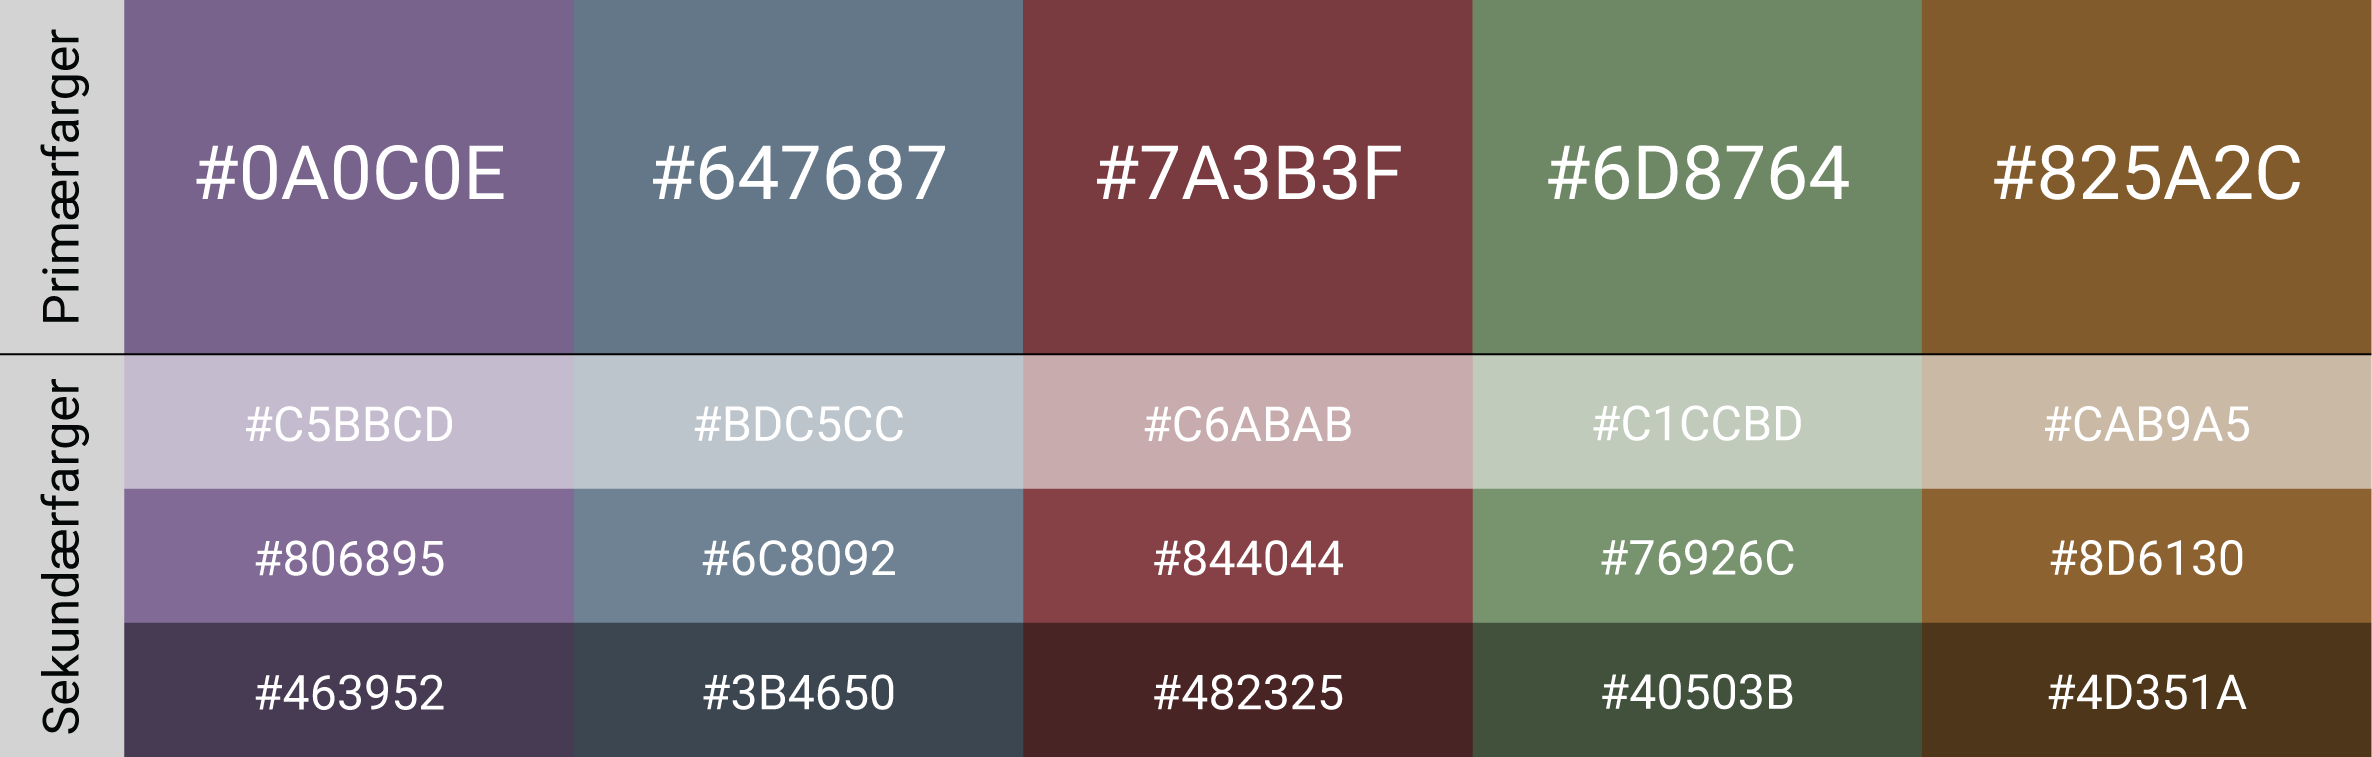 Primærfarger
#0A0C0E #647687 #7A3B3F #6D8764 #825A2C
Sekundærfarger
#C5BBCD #BDC5CC #C6ABAB #C1CCBD #CAB9A5
#806895 #6C8092 #844044 #76926C #8D6130
#463952 #3B4650 #482325 #40503B #4D351A